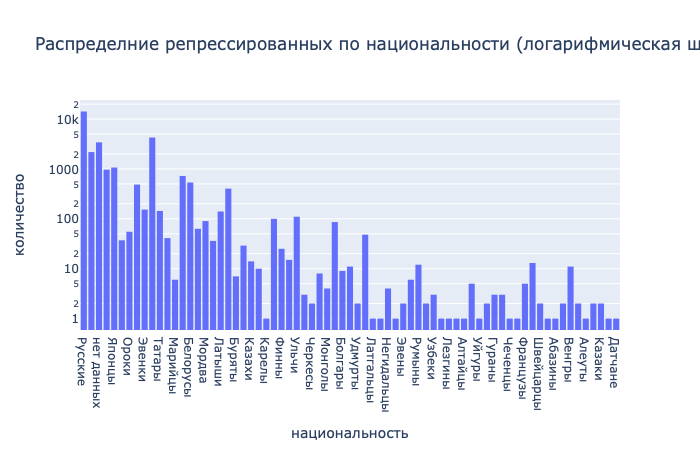 Распределние репрессированных по национальности (логарифмическая ш
2
10k
5
2
1000
5
2
100
5
2
10
5
2
1
количество
Русские
нет данных
Японцы
Ороки
Эвенки
Татары
Марийцы
Белорусы
Мордва
Латыши
Буряты
Казахи
Карелы
Финны
Ульчи
Черкесы
Монголы
Болгары
Удмурты
Латгальцы
Негидальцы
Эвены
Румыны
Узбеки
Лезгины
Алтайцы
Уйгуры
Гураны
Чеченцы
Французы
Швейцарцы
Абазины
Венгры
Алеуты
Казаки
Датчане
национальность